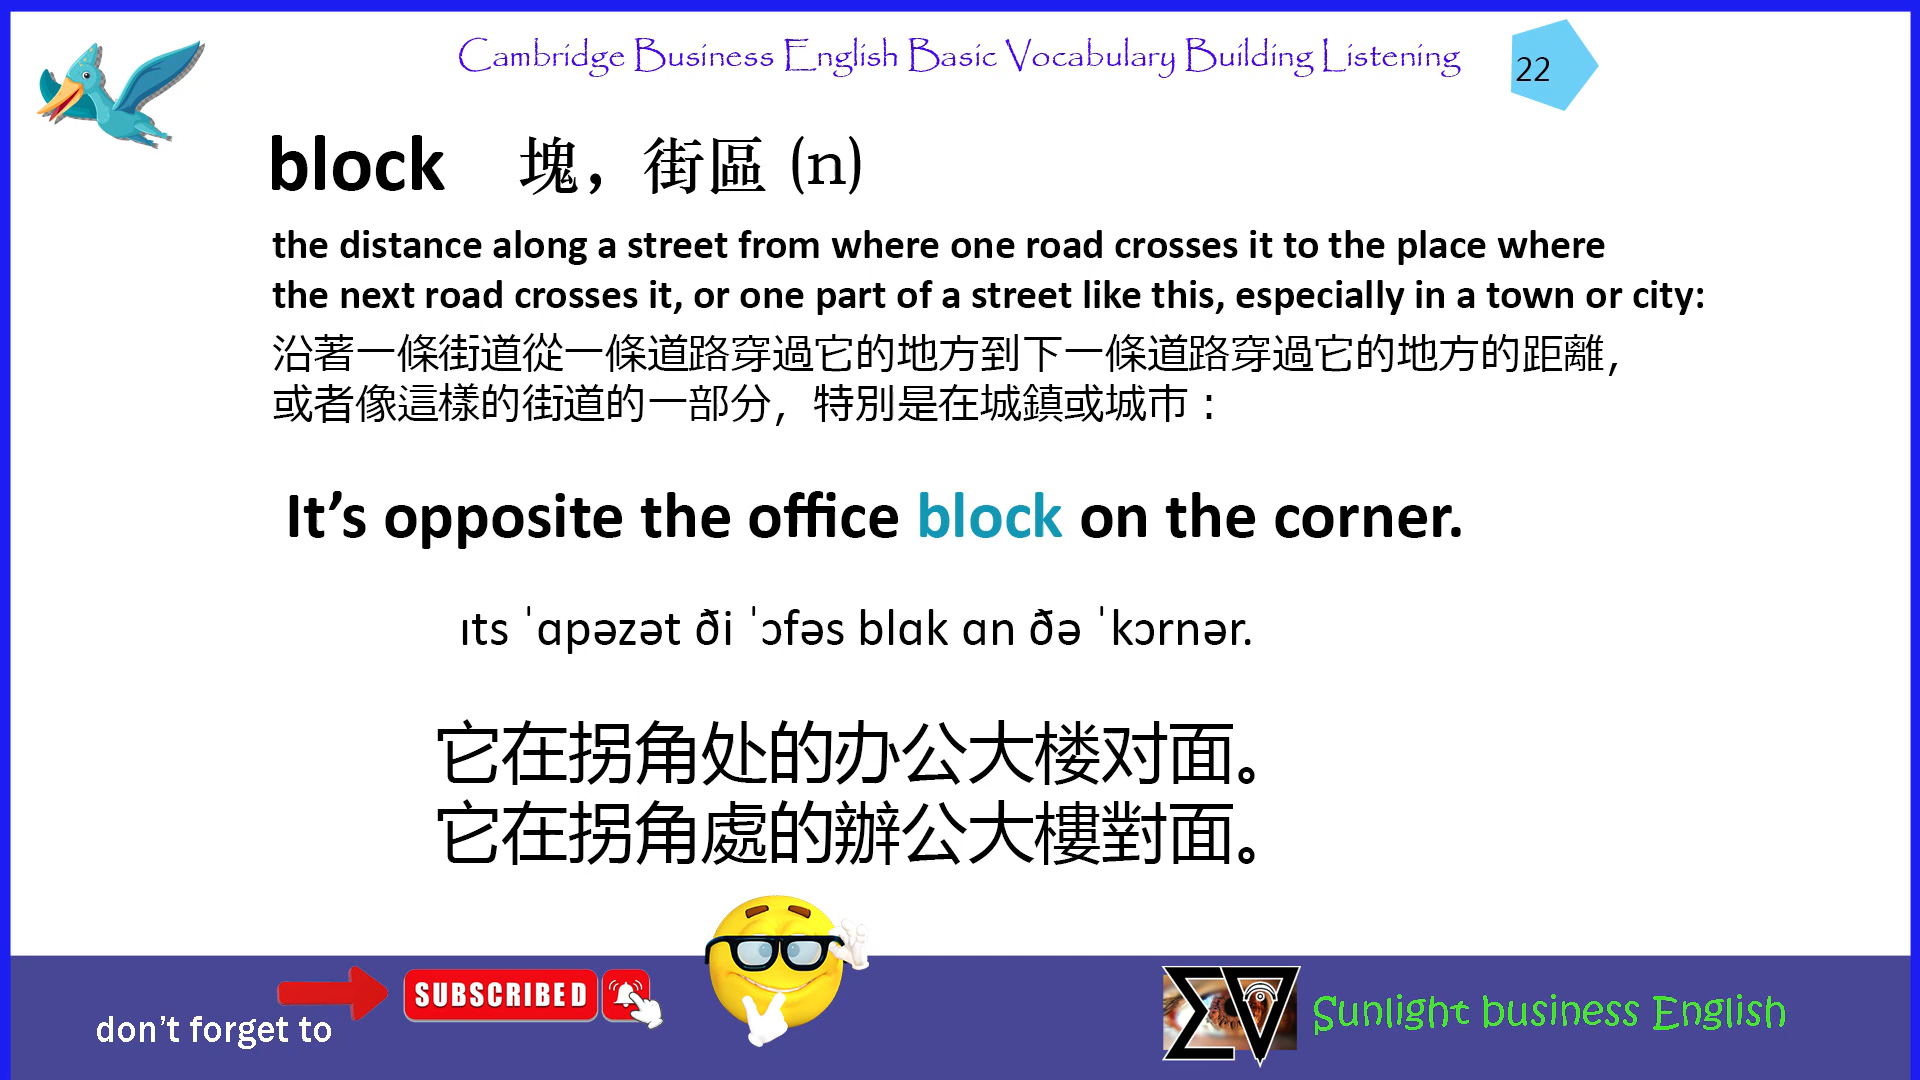 Cambridge Business English Basic Vocabulary Building Listening
22
block 塊，街區 (n)
the distance along a street from where one road crosses it to the place where
the next road crosses it, or one part of a street like this, especially in a town or city:
沿著一條街道從一條道路穿過它的地方到下一條道路穿過它的地方的距離，
或者像這樣的街道的一部分，特別是在城鎮或城市：
It’s opposite the office block on the corner.
ɪts ˈɑpəzət ði ˈɔfəs blɑk ɑn ðə ˈkɔrnər.
它在拐角处的办公大楼对面。
它在拐角處的辦公大樓對面。
don’t forget to
SUBSCRIBED
Sunlight business English